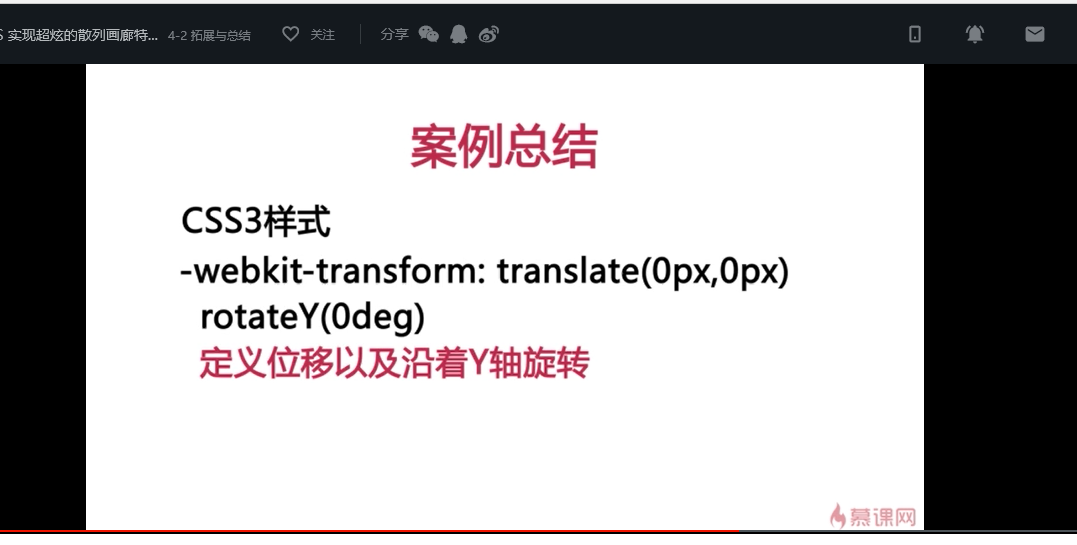 S 实现超炫的散列画廊特... 4-2 拓展与总结 关注 分享
案例总结
CSS3样式
-webkit-transform: translate(0px,0px)
rotateY(0deg)
定义位移以及沿着Y轴旋转
慕课网